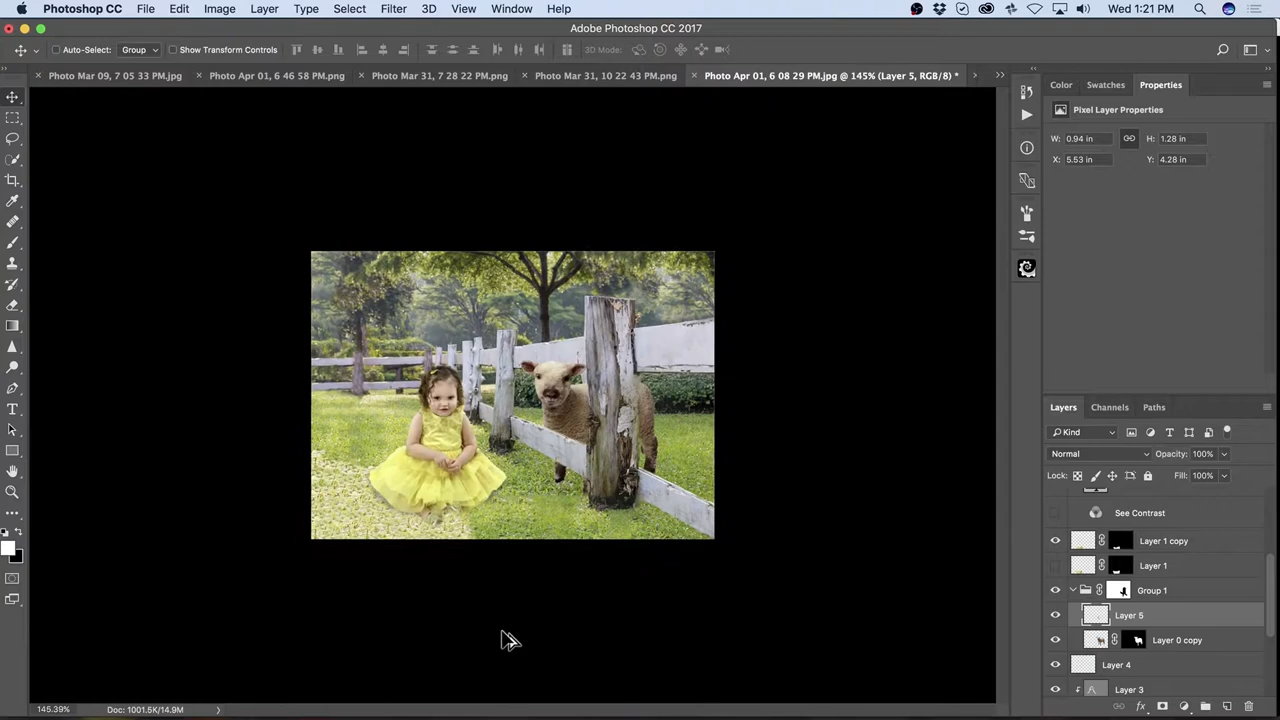 Photoshop CC File Edit Image Layer Type Select Filter 3D View Window Help Wed 1:21 PM
Adobe Photoshop CC 2017
Auto-Select: Group Show Transform Controls 3D Mode:
Photo Mar 09, 7 05 33 PM.jpg Photo Apr 01, 6 46 58 PM.png Photo Mar 31, 7 28 22 PM.png Photo Mar 31, 10 22 43 PM.png Photo Apr 01, 6 08 29 PM.jpg @ 145% (Layer 5, RGB/8) *
Color Swatches Properties
Pixel Layer Properties
W: 0.94 in H: 1.28 in
X: 5.53 in Y: 4.28 in
Layers Channels Paths
Kind
Normal Opacity: 100%
Lock: Fill: 100%
See Contrast
Layer 1 copy
Layer 1
Group 1
Layer 5
Layer 0 copy
Layer 4
Layer 3
145.39% Doc: 1001.5K/14.9M